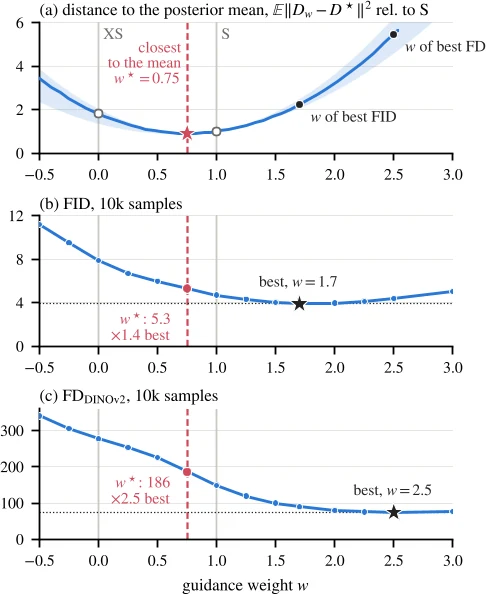 (a) distance to the posterior mean, 𝔼‖D_w − D*‖² rel. to S
6
4
2
0
XS
S
closest
to the mean
w* = 0.75
w of best FD
w of best FID
−0.5 0.0 0.5 1.0 1.5 2.0 2.5 3.0
(b) FID, 10k samples
12
8
4
0
best, w = 1.7
w*: 5.3
×1.4 best
−0.5 0.0 0.5 1.0 1.5 2.0 2.5 3.0
(c) FD_DINOv2, 10k samples
300
200
100
0
w*: 186
×2.5 best
best, w = 2.5
−0.5 0.0 0.5 1.0 1.5 2.0 2.5 3.0
guidance weight w